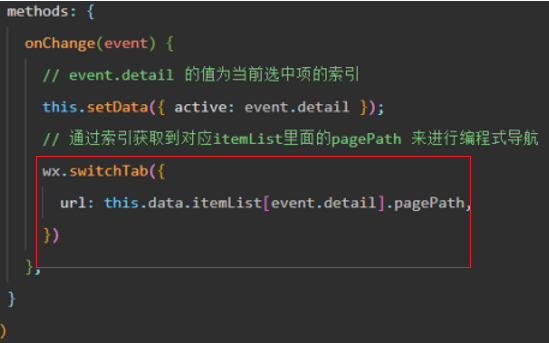 methods: {
onChange(event) {
// event.detail 的值为当前选中项的索引
this.setData({ active: event.detail });
// 通过索引获取到对应itemList里面的pagePath 来进行编程式导航
wx.switchTab({
url: this.data.itemList[event.detail].pagePath,
})
},
}
)